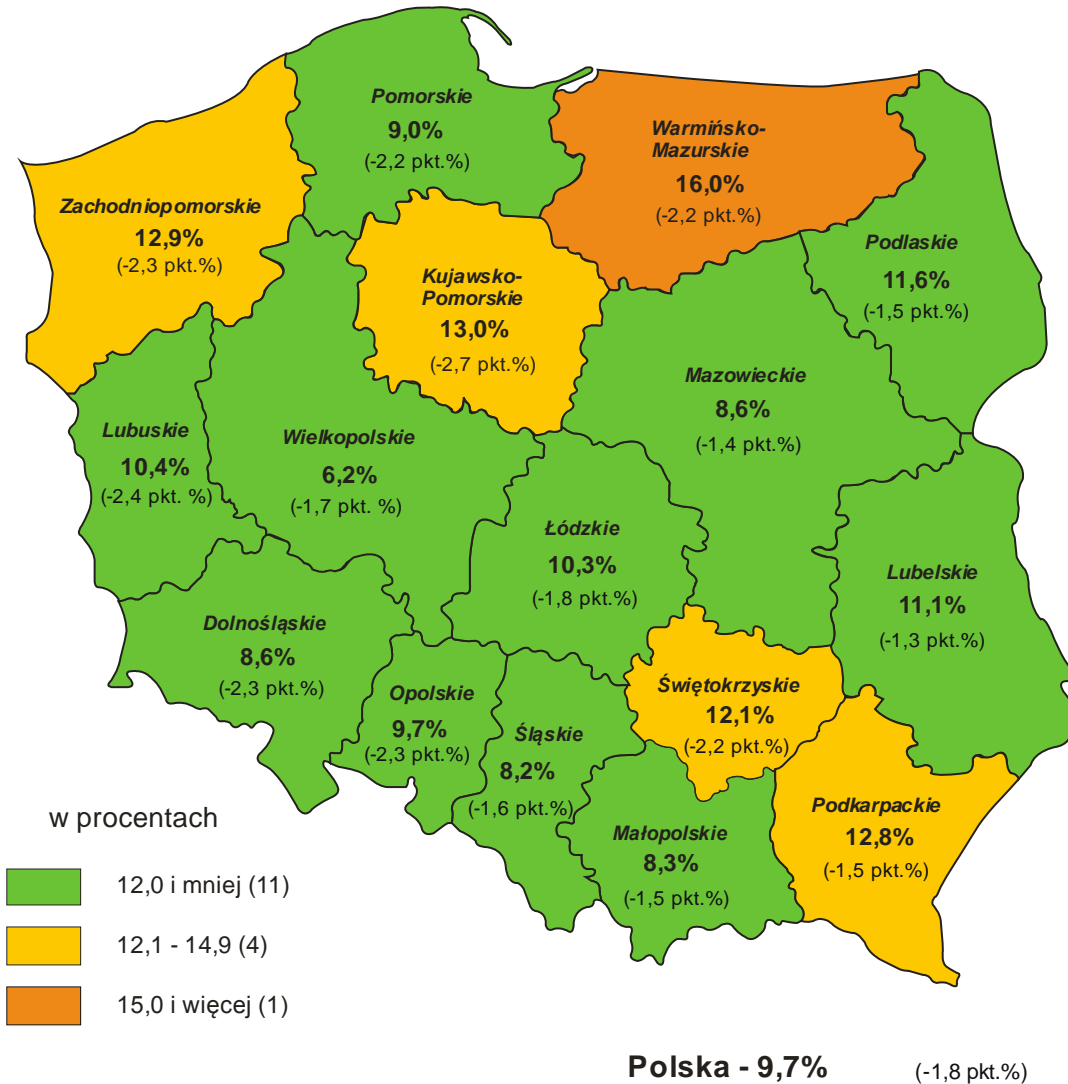 Pomorskie
9,0%
(-2,2 pkt.%)
Warmińsko-
Mazurskie
16,0%
(-2,2 pkt.%)
Zachodniopomorskie
12,9%
(-2,3 pkt.%)
Podlaskie
11,6%
(-1,5 pkt.%)
Kujawsko-
Pomorskie
13,0%
(-2,7 pkt.%)
Mazowieckie
8,6%
(-1,4 pkt.%)
Lubuskie
10,4%
(-2,4 pkt. %)
Wielkopolskie
6,2%
(-1,7 pkt.%)
Łódzkie
10,3%
(-1,8 pkt.%)
Lubelskie
11,1%
(-1,3 pkt.%)
Dolnośląskie
8,6%
(-2,3 pkt.%)
Opolskie
9,7%
(-2,3 pkt.%)
Śląskie
8,2%
(-1,6 pkt.%)
Świętokrzyskie
12,1%
(-2,2 pkt.%)
Małopolskie
8,3%
(-1,5 pkt.%)
Podkarpackie
12,8%
(-1,5 pkt.%)
w procentach
12,0 i mniej (11)
12,1 - 14,9 (4)
15,0 i więcej (1)
Polska - 9,7% (-1,8 pkt.%)